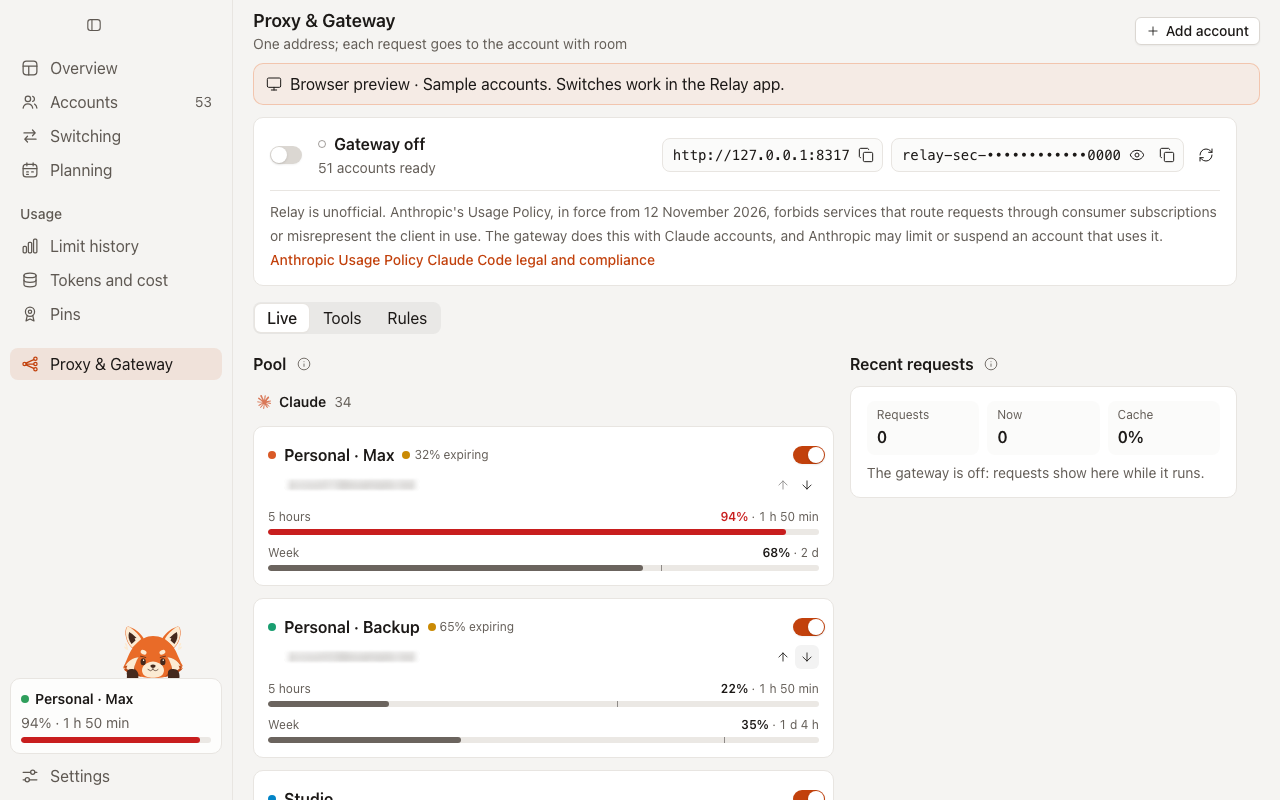 Overview
Accounts 53
Switching
Planning
Usage
Limit history
Tokens and cost
Pins
Proxy & Gateway
Personal · Max
94% · 1 h 50 min
Settings
Proxy & Gateway
One address; each request goes to the account with room
Add account
Browser preview · Sample accounts. Switches work in the Relay app.
Gateway off
51 accounts ready
http://127.0.0.1:8317
relay-sec-••••••••••••0000
Relay is unofficial. Anthropic's Usage Policy, in force from 12 November 2026, forbids services that route requests through consumer subscriptions
or misrepresent the client in use. The gateway does this with Claude accounts, and Anthropic may limit or suspend an account that uses it.
Anthropic Usage Policy Claude Code legal and compliance
Live Tools Rules
Pool
Claude 34
Personal · Max 32% expiring
5 hours 94% · 1 h 50 min
Week 68% · 2 d
Personal · Backup 65% expiring
5 hours 22% · 1 h 50 min
Week 35% · 1 d 4 h
Studio
Recent requests
Requests Now Cache
0 0 0%
The gateway is off: requests show here while it runs.